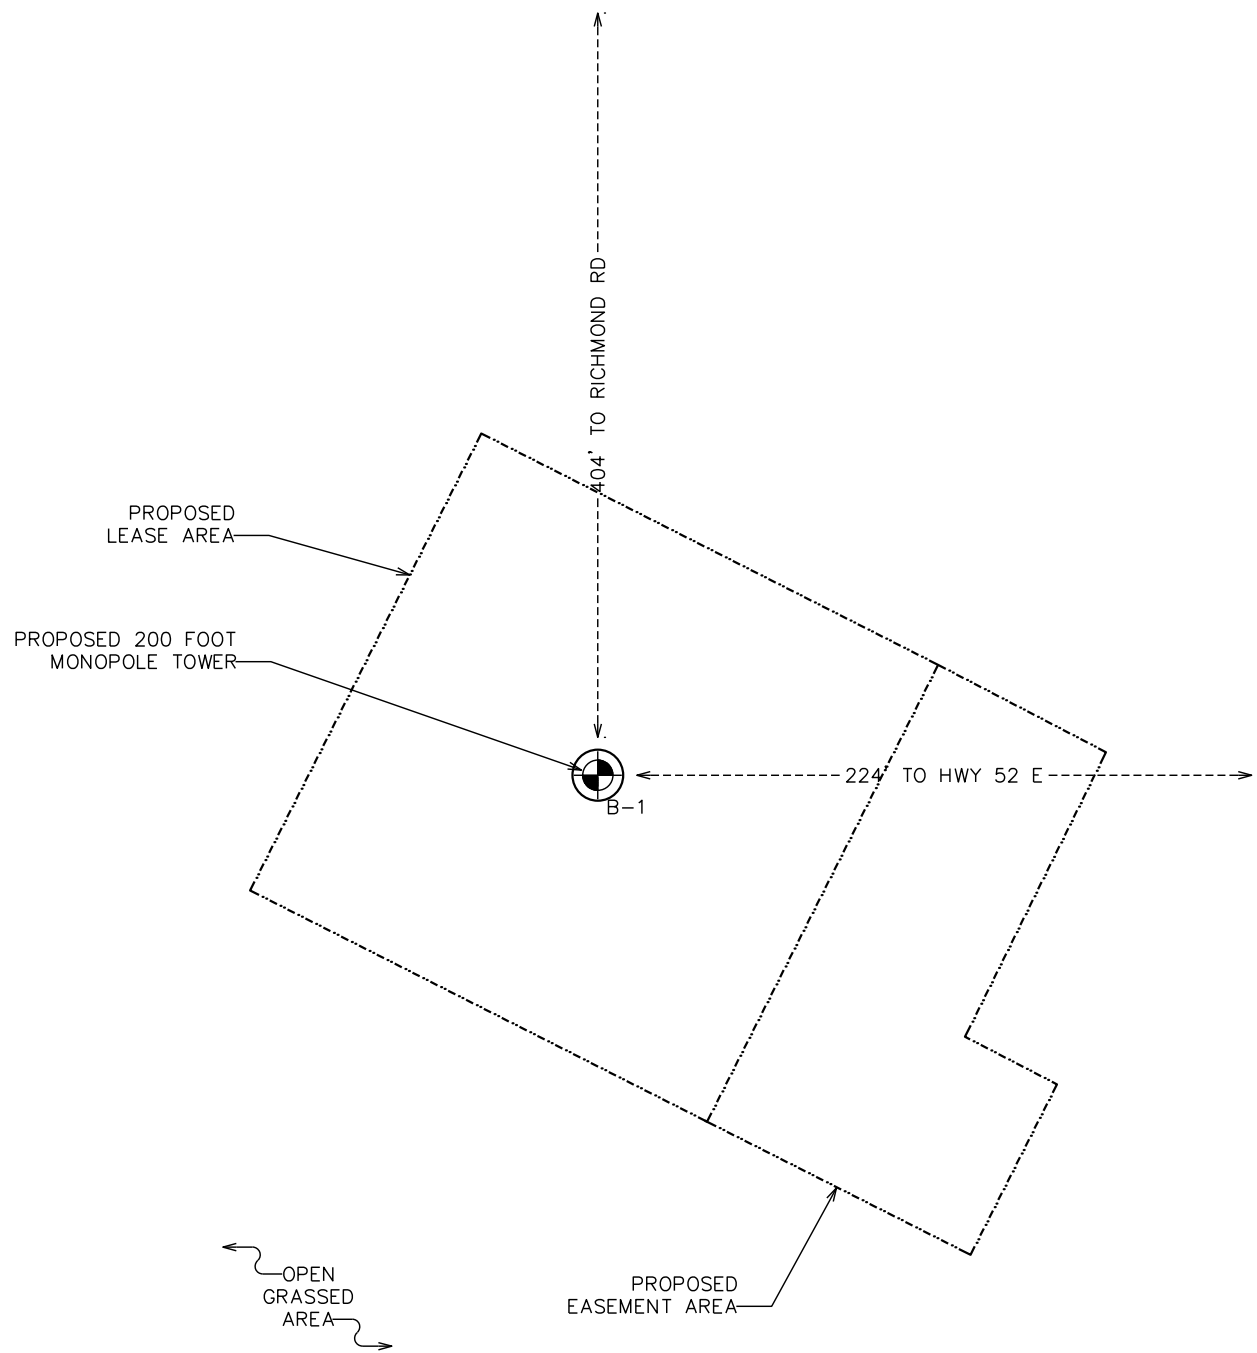 404' TO RICHMOND RD
PROPOSED
LEASE AREA
PROPOSED 200 FOOT
MONOPOLE TOWER
224' TO HWY 52 E
B-1
OPEN
GRASSED
AREA
PROPOSED
EASEMENT AREA